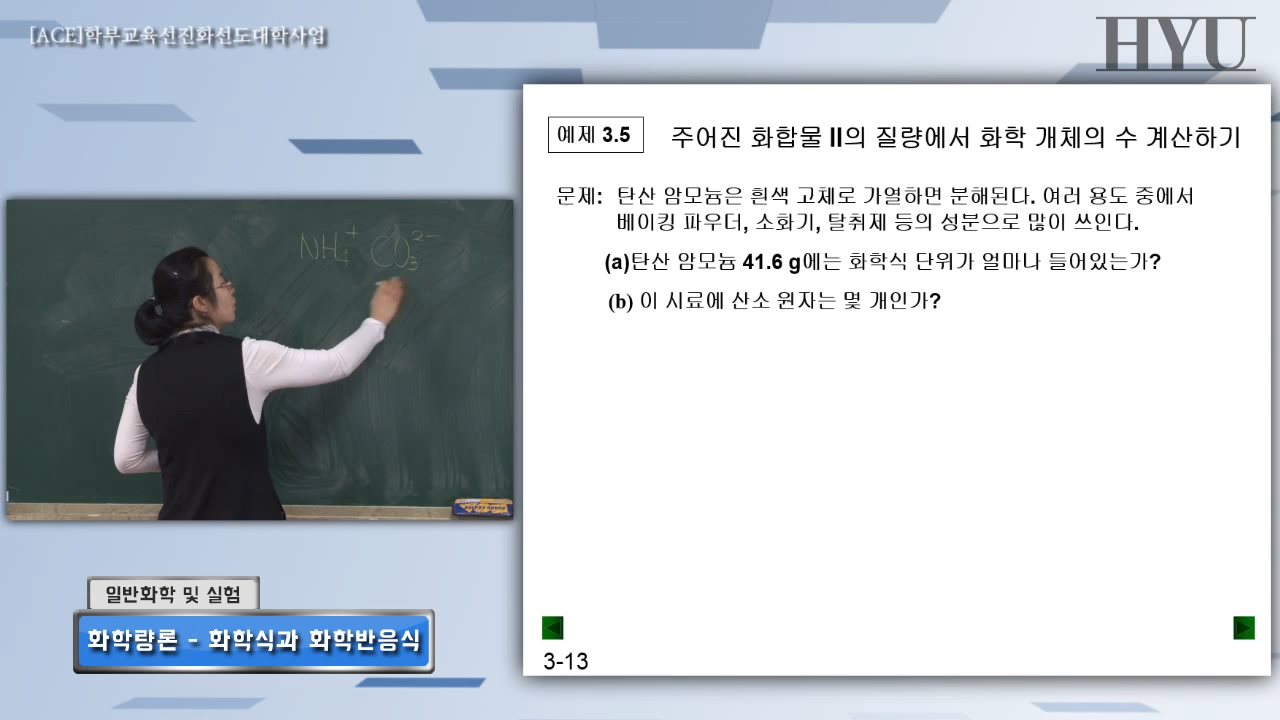 [ACE]학부교육선진화선도대학사업
HYU
NH₄⁺ CO₃²⁻
예제 3.5 주어진 화합물 II의 질량에서 화학 개체의 수 계산하기
문제: 탄산 암모늄은 흰색 고체로 가열하면 분해된다. 여러 용도 중에서
베이킹 파우더, 소화기, 탈취제 등의 성분으로 많이 쓰인다.
(a)탄산 암모늄 41.6 g에는 화학식 단위가 얼마나 들어있는가?
(b) 이 시료에 산소 원자는 몇 개인가?
3-13
일반화학 및 실험
화학량론 - 화학식과 화학반응식